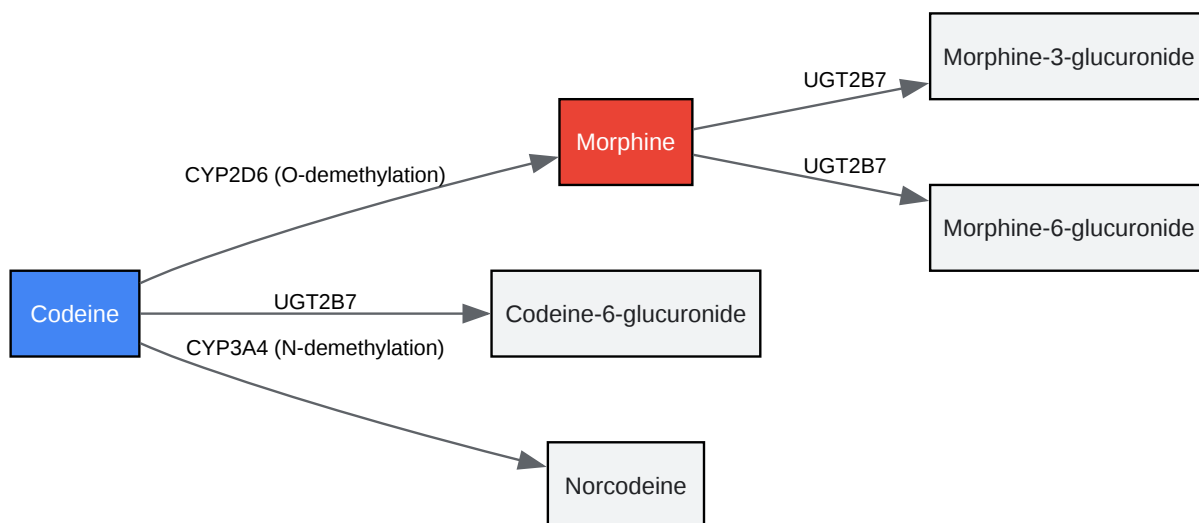 Morphine-3-glucuronide
UGT2B7
Morphine
CYP2D6 (O-demethylation)
UGT2B7
Morphine-6-glucuronide
Codeine
UGT2B7
Codeine-6-glucuronide
CYP3A4 (N-demethylation)
Norcodeine